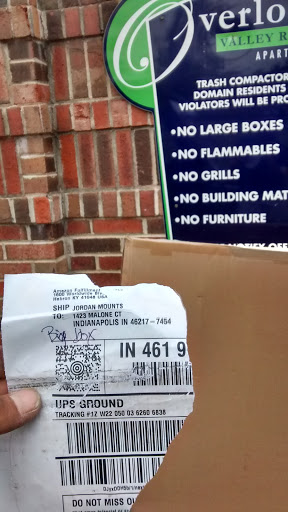 Overlo
VALLEY R
APART
TRASH COMPACTOR
DOMAIN RESIDENTS
VIOLATORS WILL BE PRO
•NO LARGE BOXES
•NO FLAMMABLES
•NO GRILLS
•NO BUILDING MAT
•NO FURNITURE
Amazon Fulfillment
1600 Worldwide Blv
Hebron KY 41048 USA
SHIP JORDAN MOUNTS
TO: 1423 MALONE CT
INDIANAPOLIS IN 46217-7454
Big box
IN 461 9
UPS GROUND
TRACKING #1Z W22 050 03 6260 6838
DO NOT MISS OU